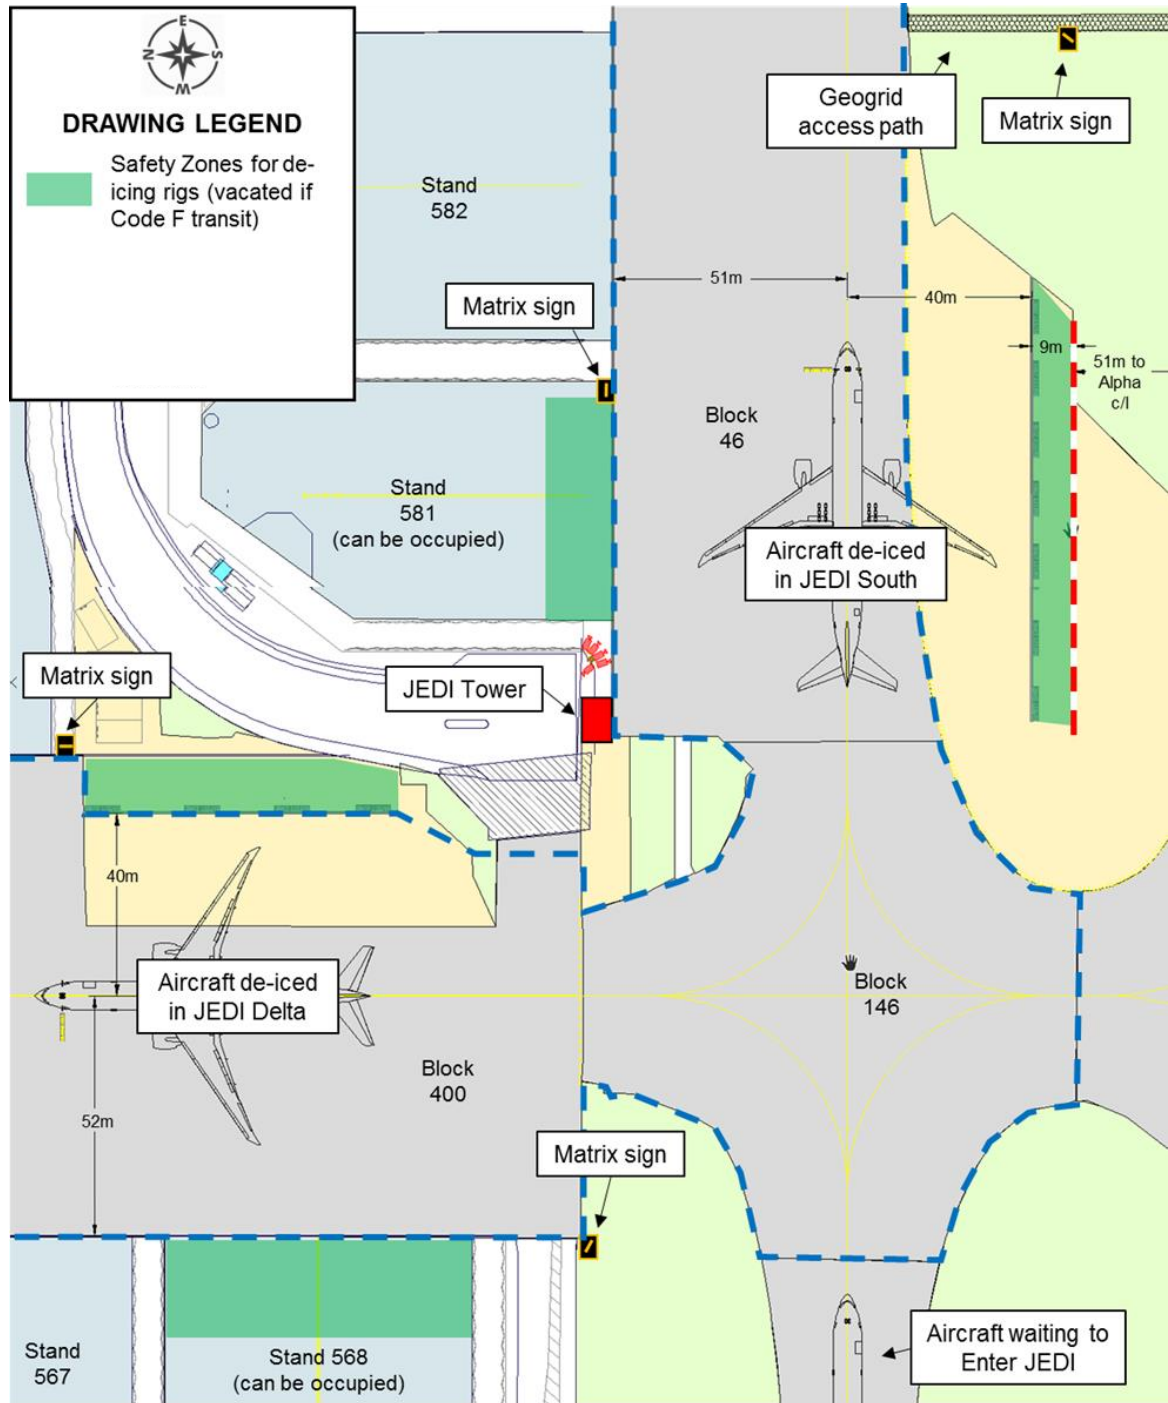 E
N
S
W
DRAWING LEGEND
Safety Zones for de-
icing rigs (vacated if
Code F transit)
Geogrid
access path
Matrix sign
Stand
582
51m
40m
Matrix sign
9m
51m to
Alpha
c/l
Block
46
Stand
581
(can be occupied)
Aircraft de-iced
in JEDI South
Matrix sign
JEDI Tower
40m
Aircraft de-iced
in JEDI Delta
Block
146
Block
400
52m
Matrix sign
Aircraft waiting to
Enter JEDI
Stand
567
Stand 568
(can be occupied)